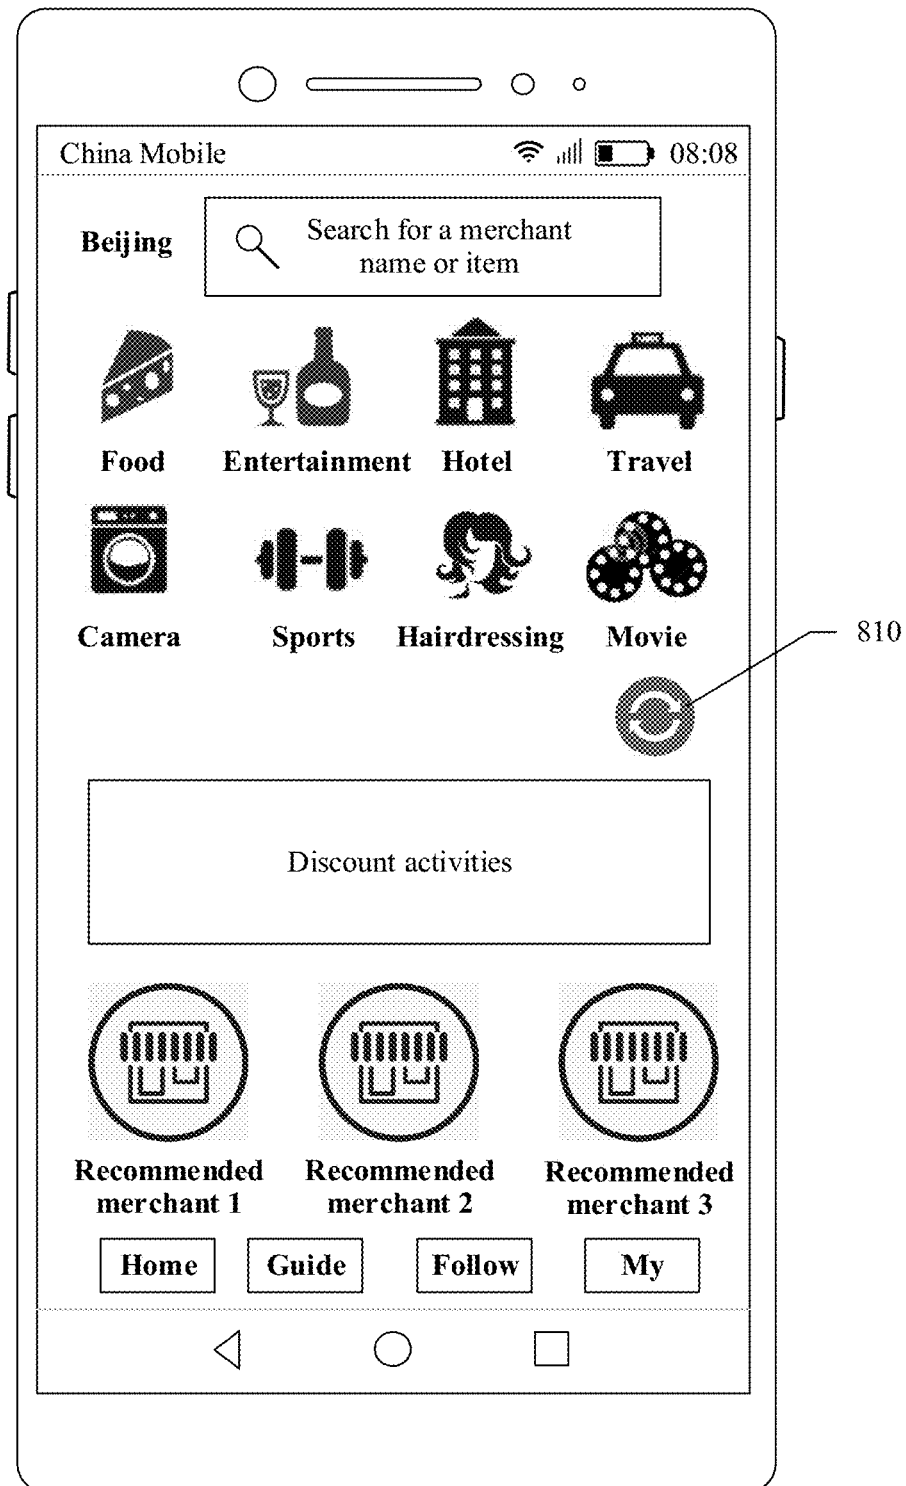 China Mobile 08:08
Beijing
Search for a merchant
name or item
Food Entertainment Hotel Travel
Camera Sports Hairdressing Movie
810
Discount activities
Recommended Recommended Recommended
merchant 1 merchant 2 merchant 3
Home Guide Follow My